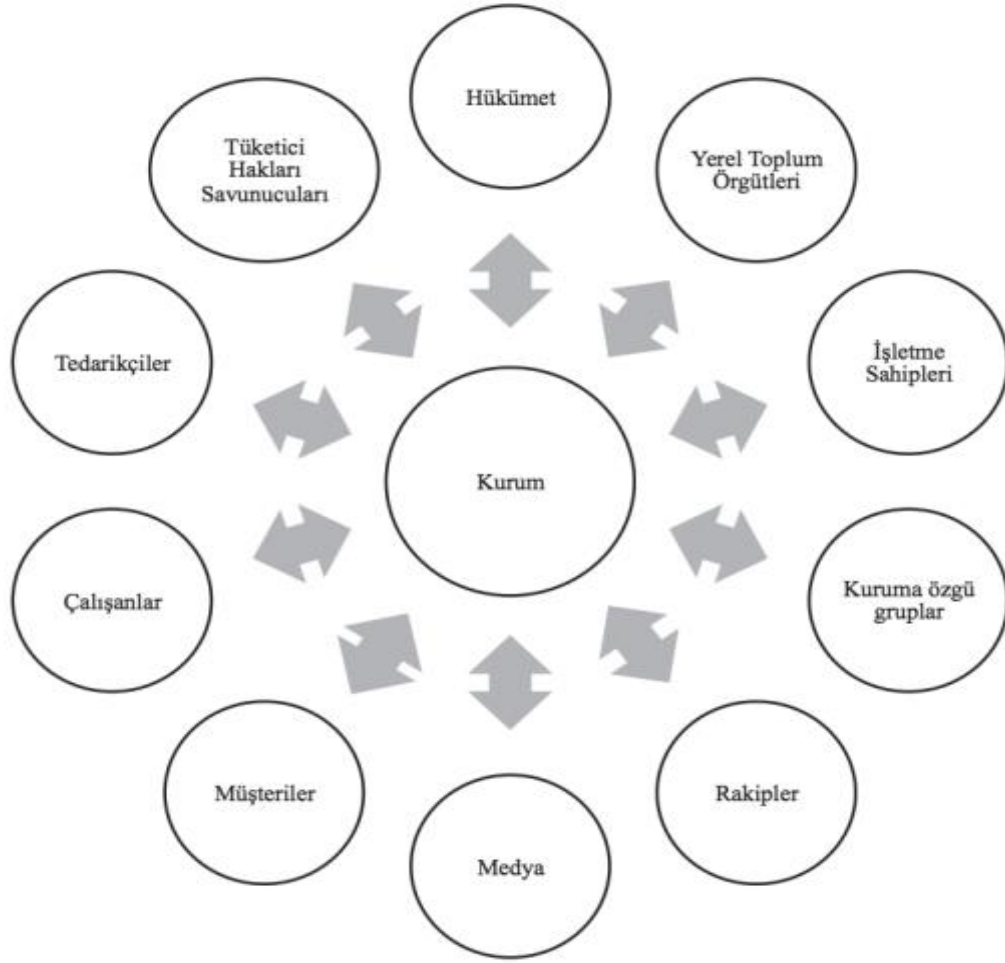 Hükümet
Tüketici
Hakları
Savunucuları
Yerel Toplum
Örgütleri
Tedarikçiler
İşletme
Sahipleri
Kurum
Çalışanlar
Kuruma özgü
gruplar
Müşteriler
Rakipler
Medya